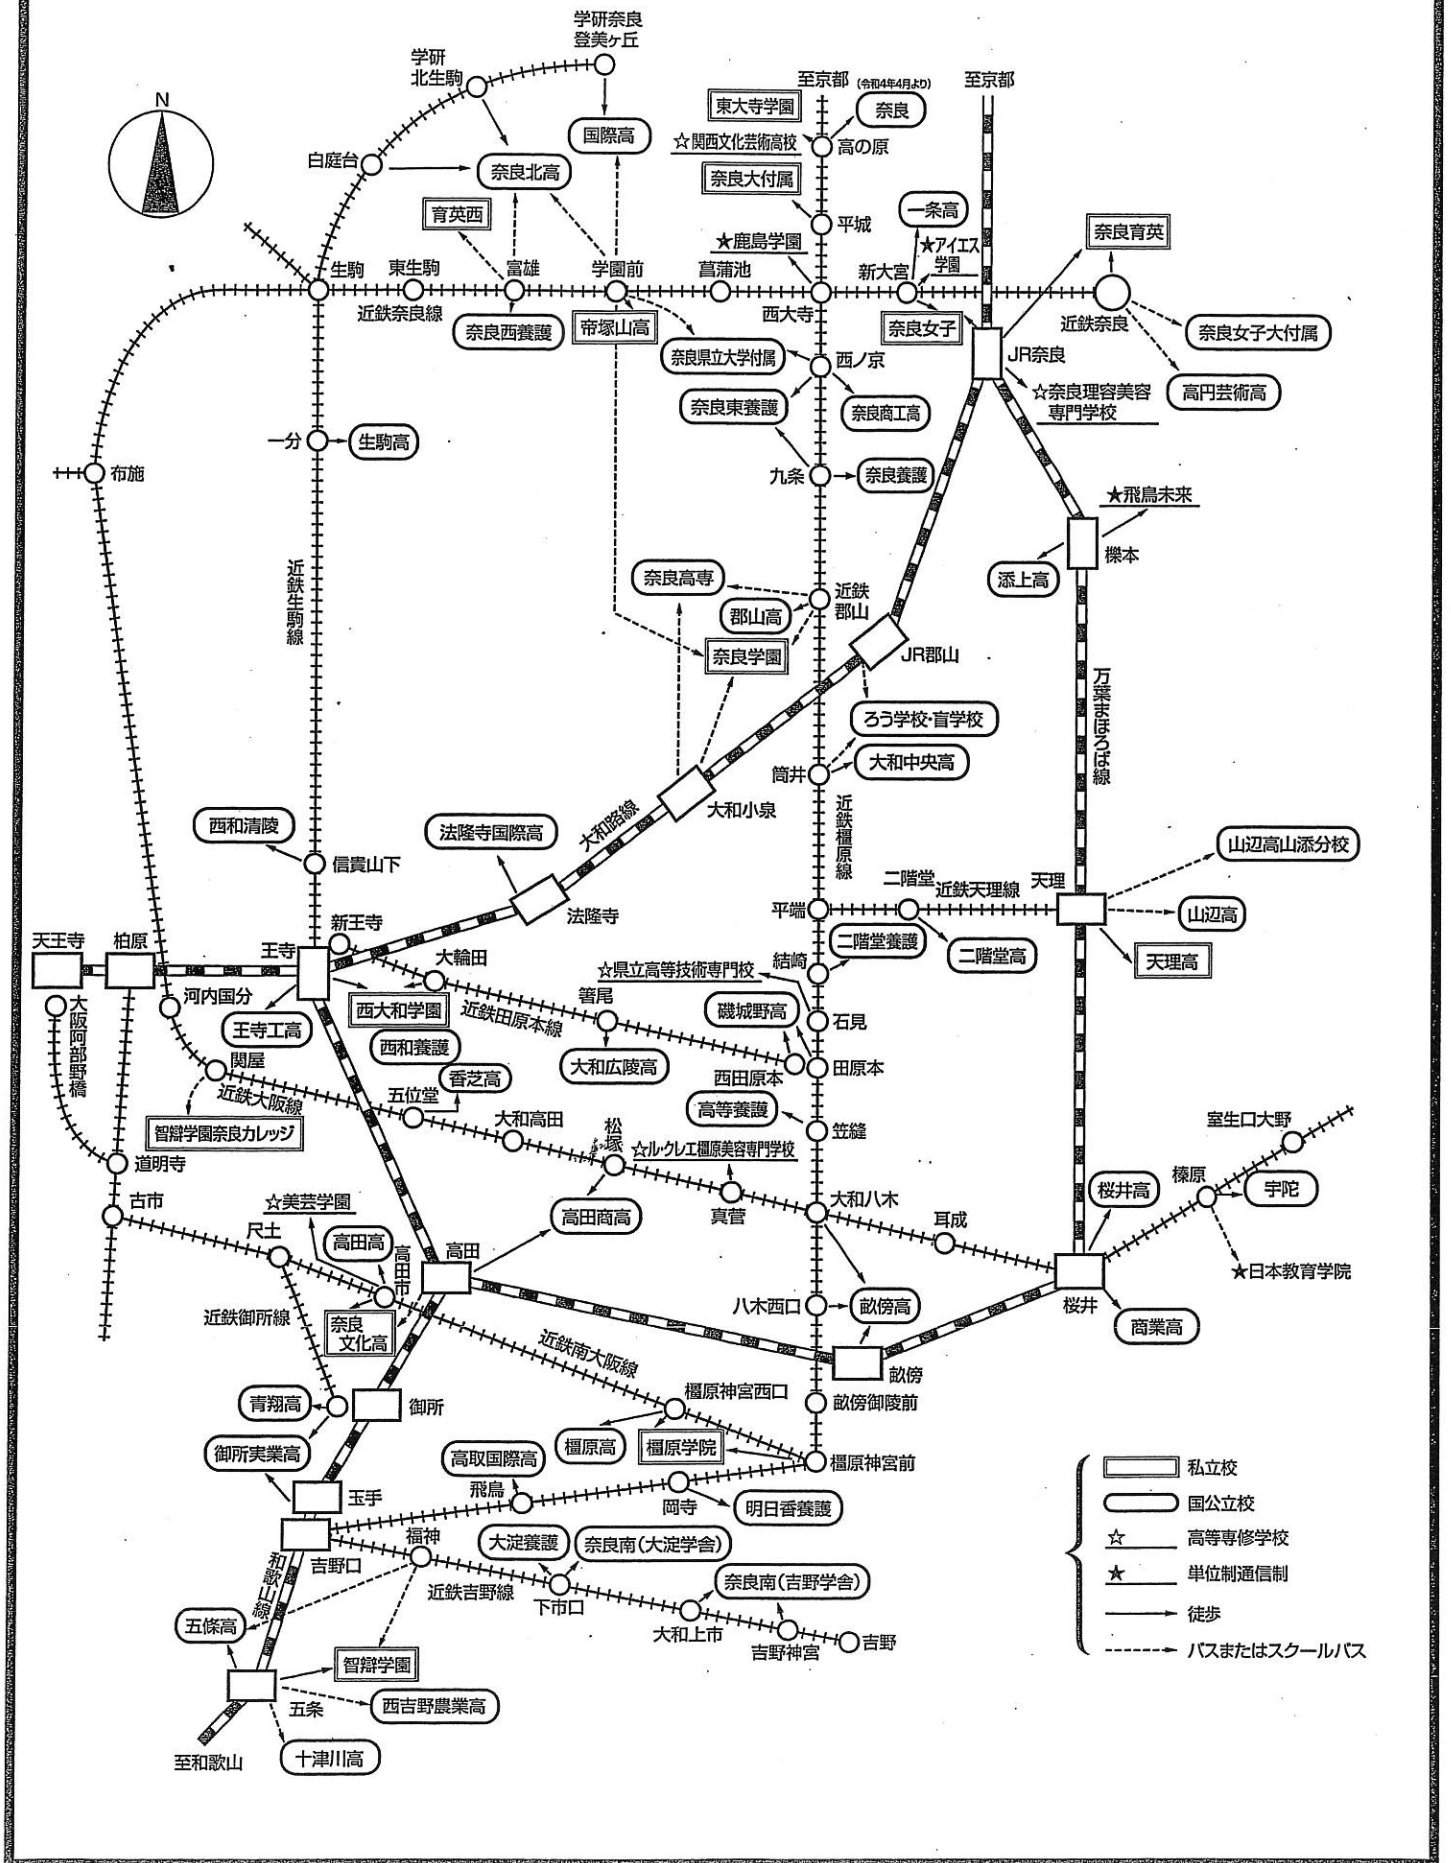 学研奈良
登美ヶ丘
学研
北生駒
至京都
(令和4年4月より)
至京都
N
東大寺学園
奈良
国際高
☆関西文化芸術高校
高の原
白庭台
奈良北高
奈良大付属
育英西
一条高
平城
奈良育英
★鹿島学園
★アイエス
学園
生駒
東生駒
富雄
学園前
菖蒲池
新大宮
近鉄奈良線
西大寺
近鉄奈良
奈良西養護
帝塚山高
奈良女子
奈良女子大付属
奈良県立大学付属
西ノ京
JR奈良
高円芸術高
奈良東養護
奈良商工高
☆奈良理容美容
専門学校
一分
生駒高
布施
九条
奈良養護
★飛鳥未来
櫟本
添上高
近鉄生駒線
奈良高専
近鉄
郡山
郡山高
奈良学園
JR郡山
万葉まほろば線
ろう学校・盲学校
大和中央高
筒井
大和小泉
大和路線
近鉄橿原線
西和清陵
法隆寺国際高
信貴山下
山辺高山添分校
二階堂
近鉄天理線
天理
法隆寺
平端
山辺高
新王寺
二階堂養護
二階堂高
天理高
天王寺
柏原
王寺
大輪田
結崎
☆県立高等技術専門校
河内国分
西大和学園
近鉄田原本線
箸尾
磯城野高
石見
大阪阿部野橋
王寺工高
西和養護
大和広陵高
関屋
香芝高
西田原本
田原本
近鉄大阪線
五位堂
高等養護
大和高田
松塚
笠縫
室生口大野
智辯学園奈良カレッジ
☆ル・クレエ橿原美容専門学校
道明寺
榛原
宇陀
古市
☆美芸学園
真菅
大和八木
桜井高
尺土
高田高
高田市
高田
高田商高
耳成
★日本教育学院
近鉄御所線
奈良
文化高
八木西口
畝傍高
桜井
商業高
近鉄南大阪線
畝傍
橿原神宮西口
畝傍御陵前
青翔高
御所
御所実業高
高取国際高
橿原高
橿原学院
橿原神宮前
飛鳥
岡寺
明日香養護
玉手
私立校
国公立校
☆
高等専修学校
★
単位制通信制
徒歩
バスまたはスクールバス
吉野口
福神
大淀養護
奈良南(大淀学舎)
和歌山線
近鉄吉野線
下市口
奈良南(吉野学舎)
大和上市
吉野神宮
吉野
五條高
智辯学園
五条
西吉野農業高
至和歌山
十津川高